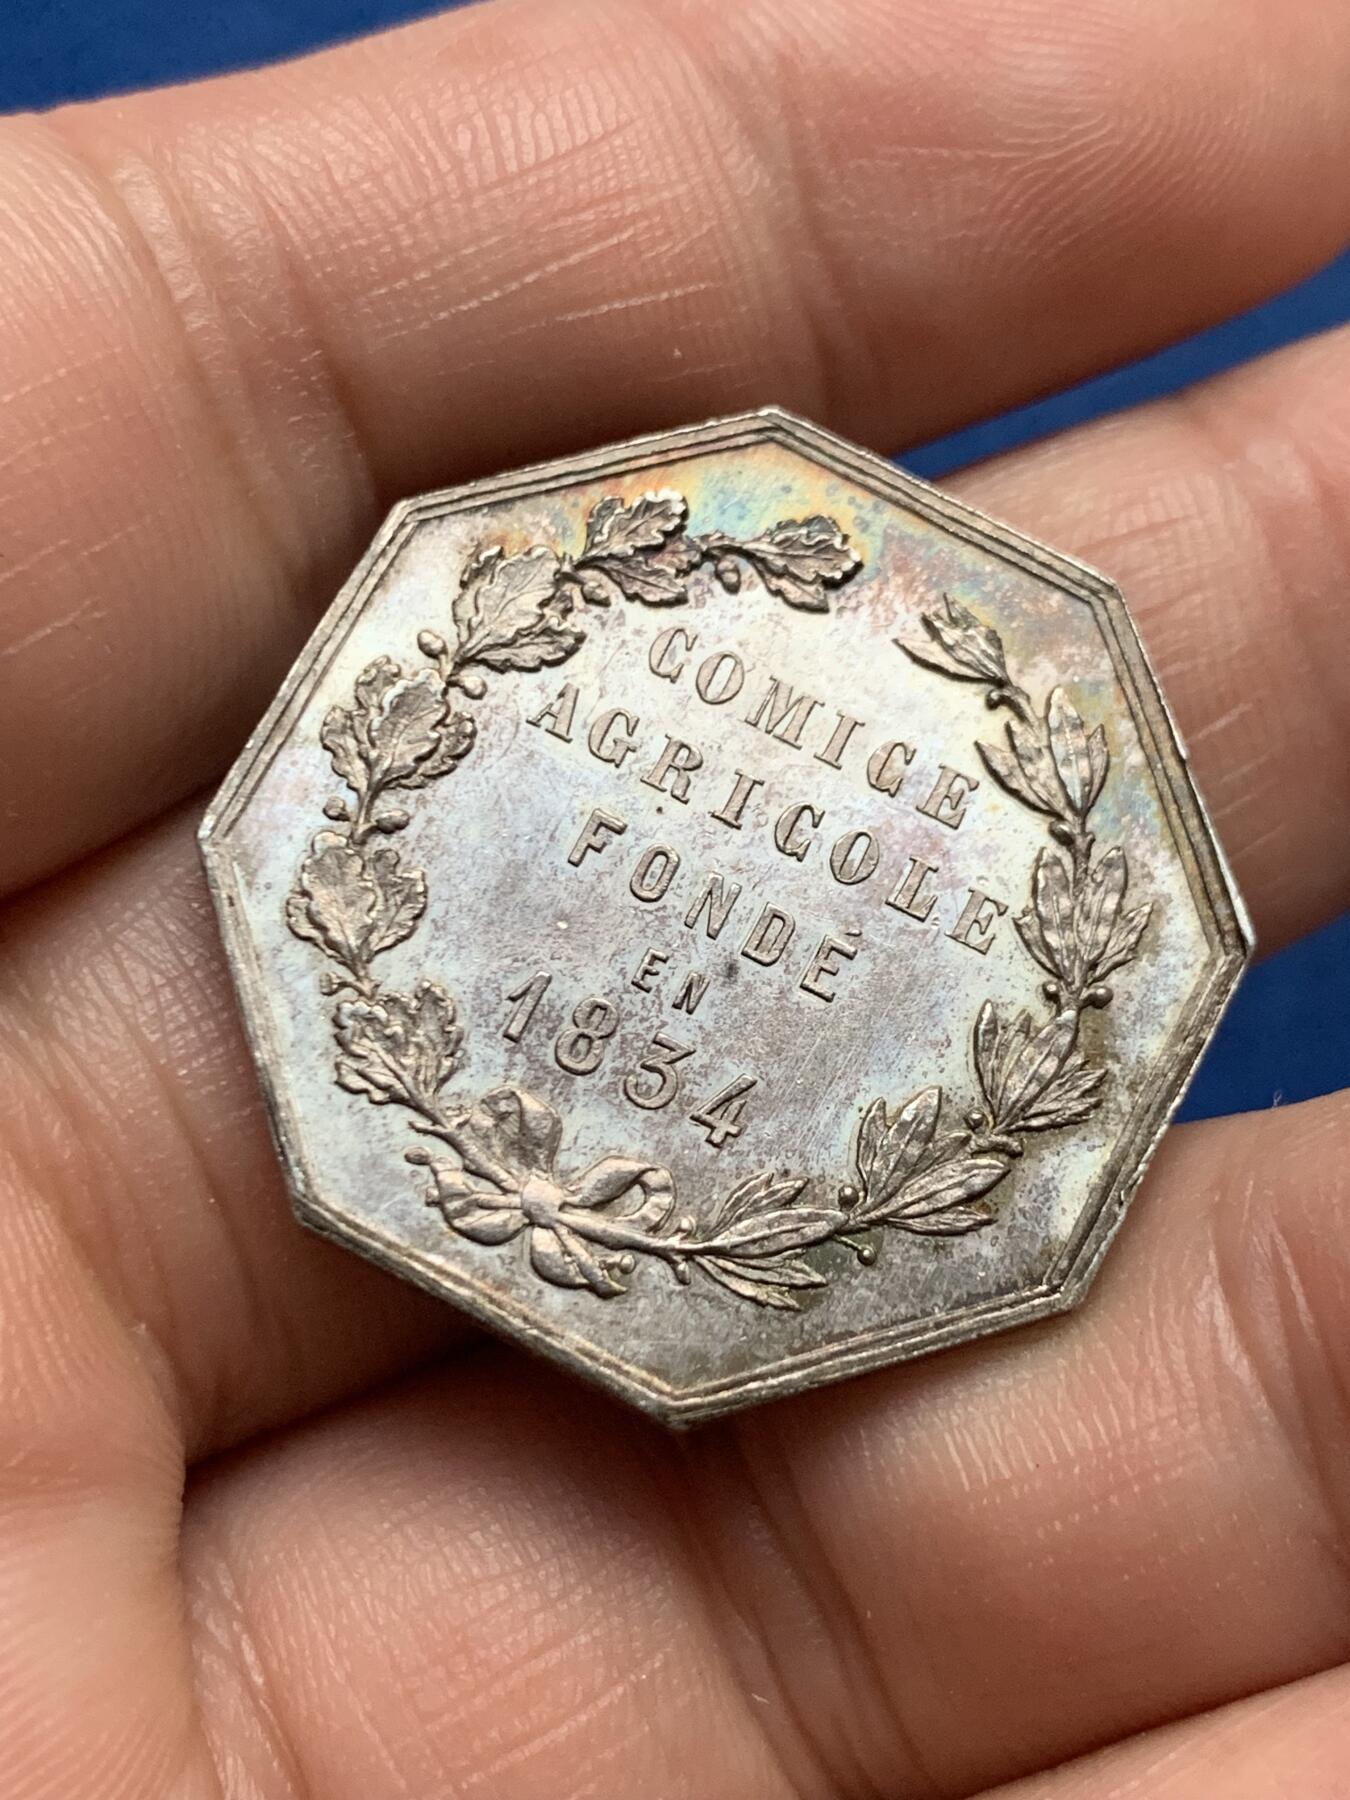 COMICE
AGRICOLE
FONDÉ
EN
1834